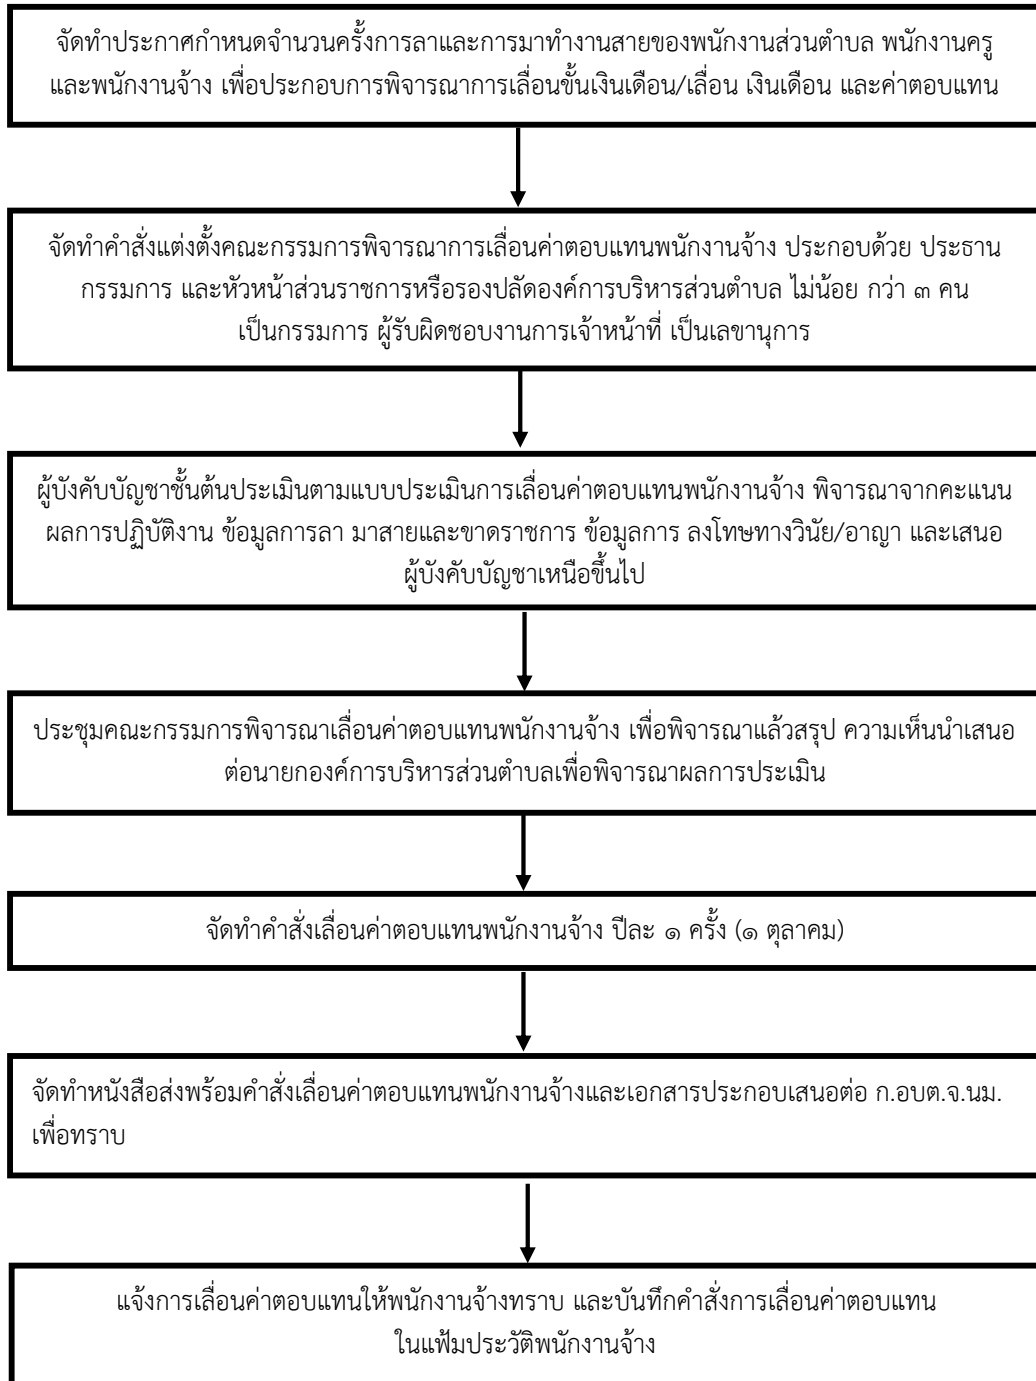 จัดทำประกาศกำหนดจำนวนครั้งการลาและการมาทำงานสายของพนักงานส่วนตำบล พนักงานครู
และพนักงานจ้าง เพื่อประกอบการพิจารณาการเลื่อนขั้นเงินเดือน/เลื่อน เงินเดือน และค่าตอบแทน
จัดทำคำสั่งแต่งตั้งคณะกรรมการพิจารณาการเลื่อนค่าตอบแทนพนักงานจ้าง ประกอบด้วย ประธาน
กรรมการ และหัวหน้าส่วนราชการหรือรองปลัดองค์การบริหารส่วนตำบล ไม่น้อย กว่า ๓ คน
เป็นกรรมการ ผู้รับผิดชอบงานการเจ้าหน้าที่ เป็นเลขานุการ
ผู้บังคับบัญชาชั้นต้นประเมินตามแบบประเมินการเลื่อนค่าตอบแทนพนักงานจ้าง พิจารณาจากคะแนน
ผลการปฏิบัติงาน ข้อมูลการลา มาสายและขาดราชการ ข้อมูลการ ลงโทษทางวินัย/อาญา และเสนอ
ผู้บังคับบัญชาเหนือขึ้นไป
ประชุมคณะกรรมการพิจารณาเลื่อนค่าตอบแทนพนักงานจ้าง เพื่อพิจารณาแล้วสรุป ความเห็นนำเสนอ
ต่อนายกองค์การบริหารส่วนตำบลเพื่อพิจารณาผลการประเมิน
จัดทำคำสั่งเลื่อนค่าตอบแทนพนักงานจ้าง ปีละ ๑ ครั้ง (๑ ตุลาคม)
จัดทำหนังสือส่งพร้อมคำสั่งเลื่อนค่าตอบแทนพนักงานจ้างและเอกสารประกอบเสนอต่อ ก.อบต.จ.นม.
เพื่อทราบ
แจ้งการเลื่อนค่าตอบแทนให้พนักงานจ้างทราบ และบันทึกคำสั่งการเลื่อนค่าตอบแทน
ในแฟ้มประวัติพนักงานจ้าง